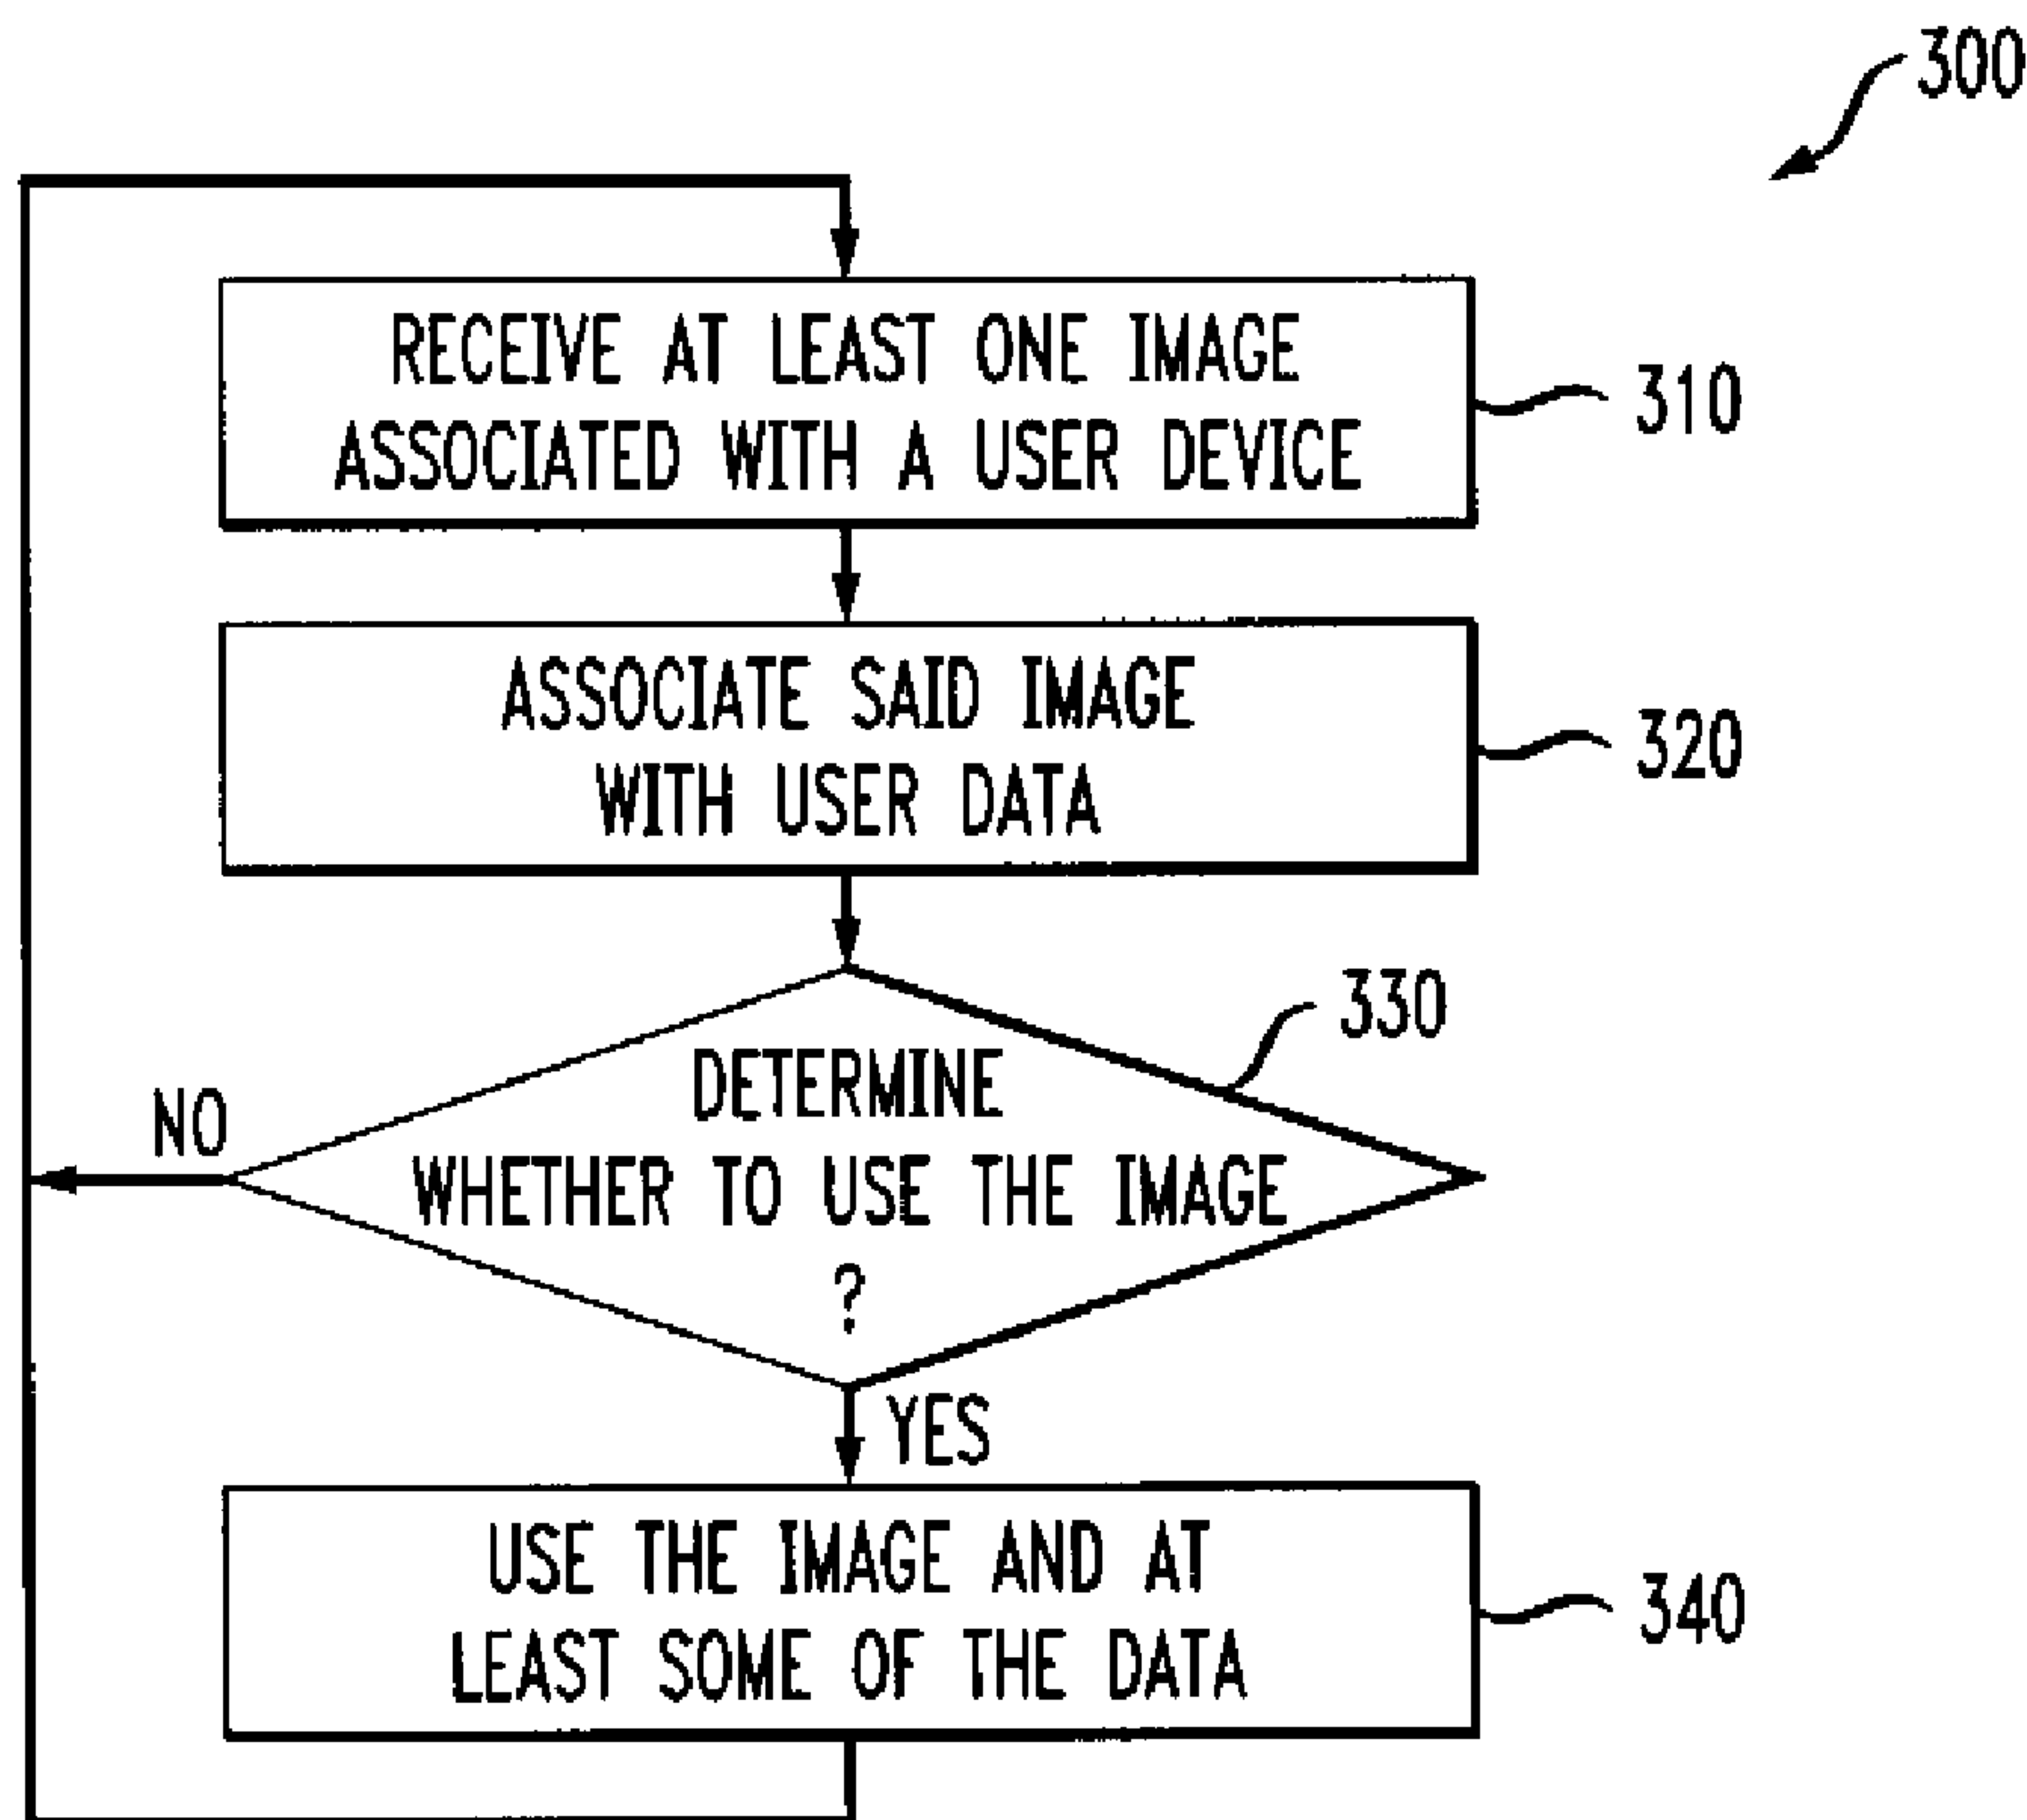 300
RECEIVE AT LEAST ONE IMAGE
ASSOCIATED WITH A USER DEVICE
310
ASSOCIATE SAID IMAGE
WITH USER DATA
320
330
DETERMINE
WHETHER TO USE THE IMAGE
?
NO
YES
USE THE IMAGE AND AT
LEAST SOME OF THE DATA
340